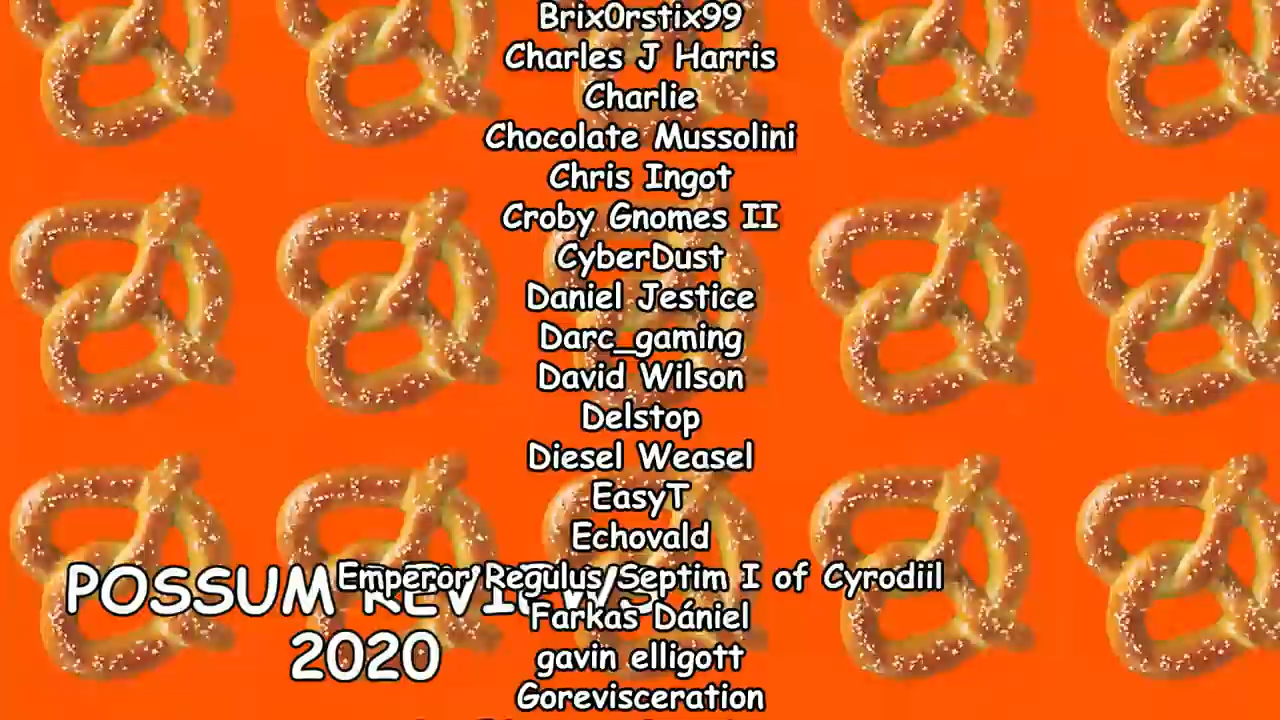 Brix0rstix99
Charles J Harris
Charlie
Chocolate Mussolini
Chris Ingot
Croby Gnomes II
CyberDust
Daniel Jestice
Darc_gaming
David Wilson
Delstop
Diesel Weasel
EasyT
Echovald
Emperor Regulus Septim I of Cyrodiil
POSSUM REVIEWS
Farkas Dániel
2020
gavin elligott
Gorevisceration